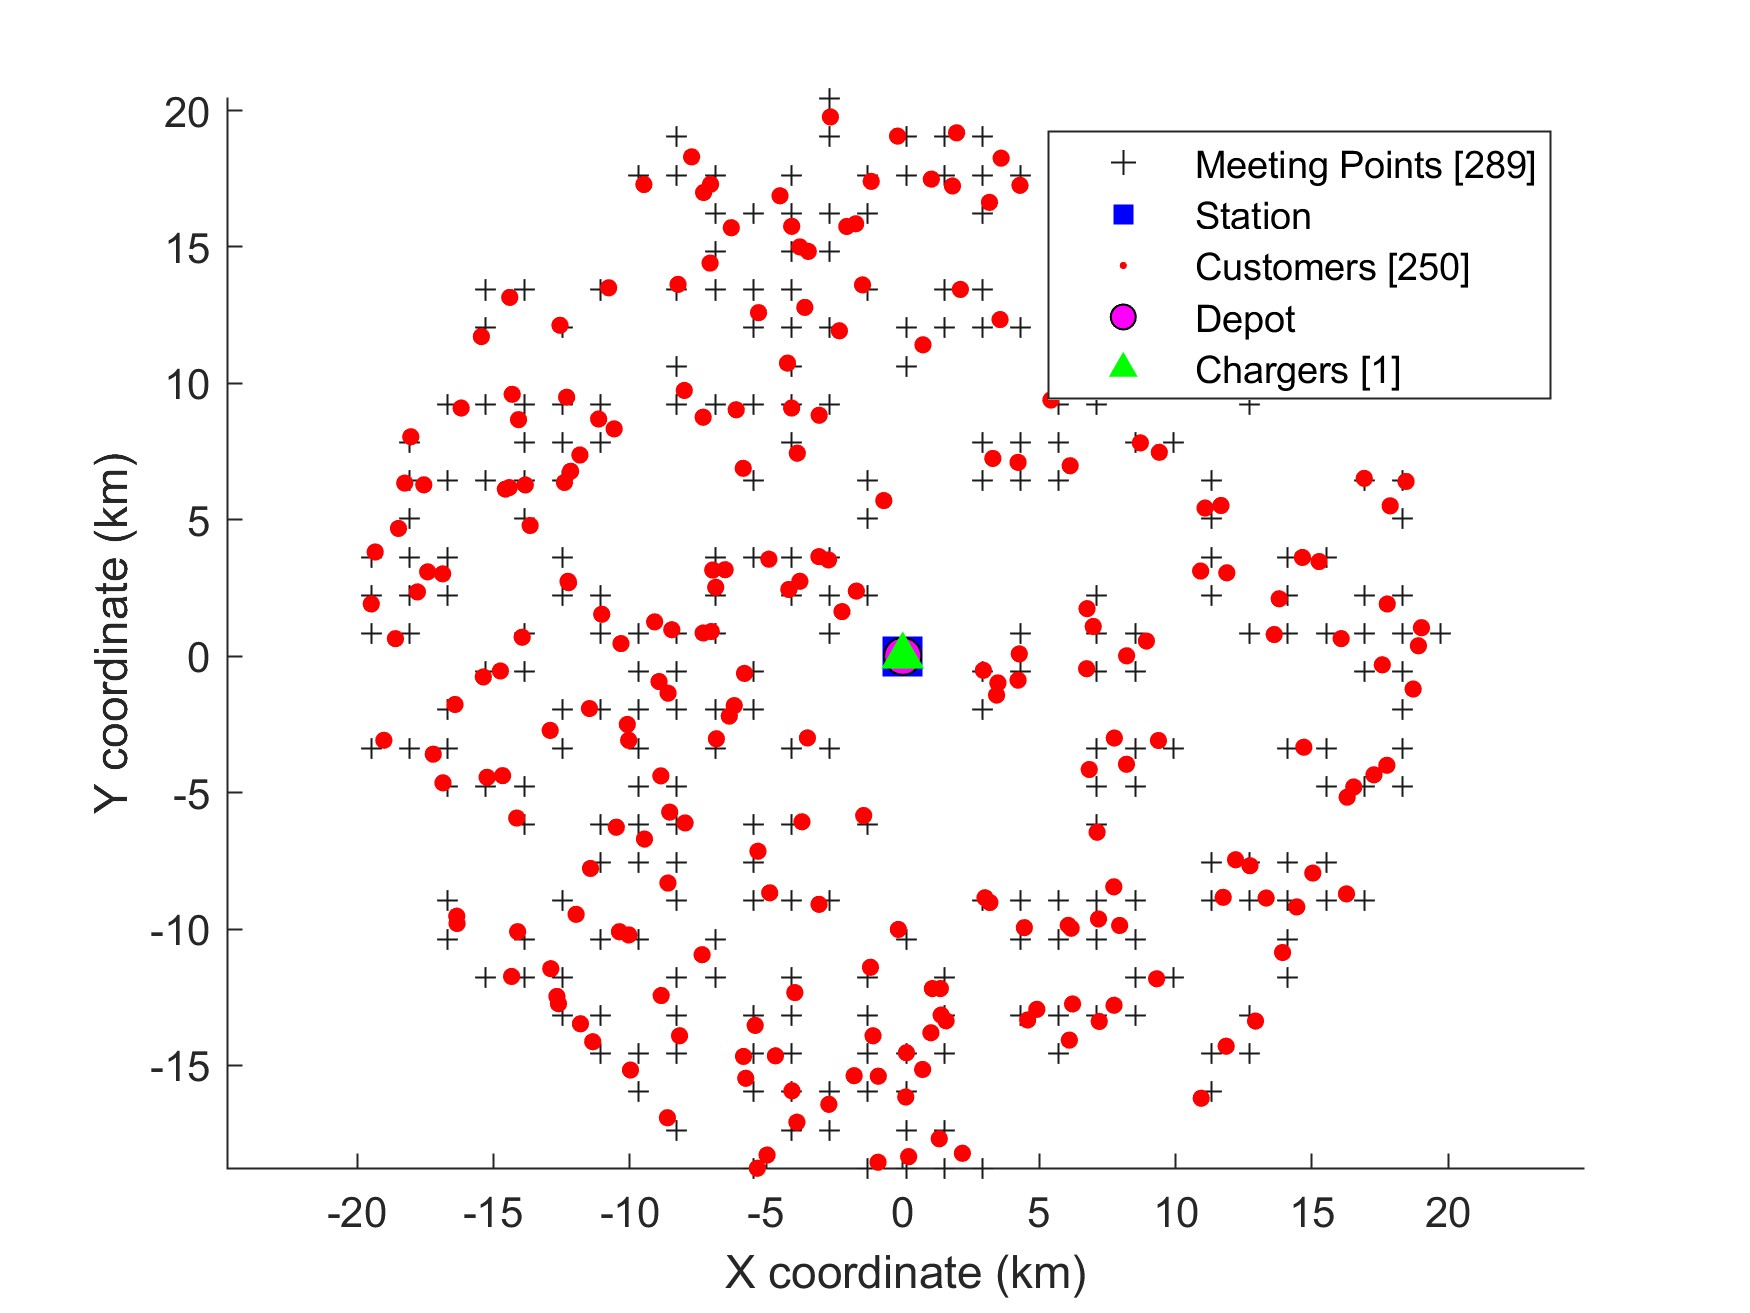 20
15
10
5
0
-5
-10
-15
Y coordinate (km)
Meeting Points [289]
Station
Customers [250]
Depot
Chargers [1]
-20 -15 -10 -5 0 5 10 15 20
X coordinate (km)